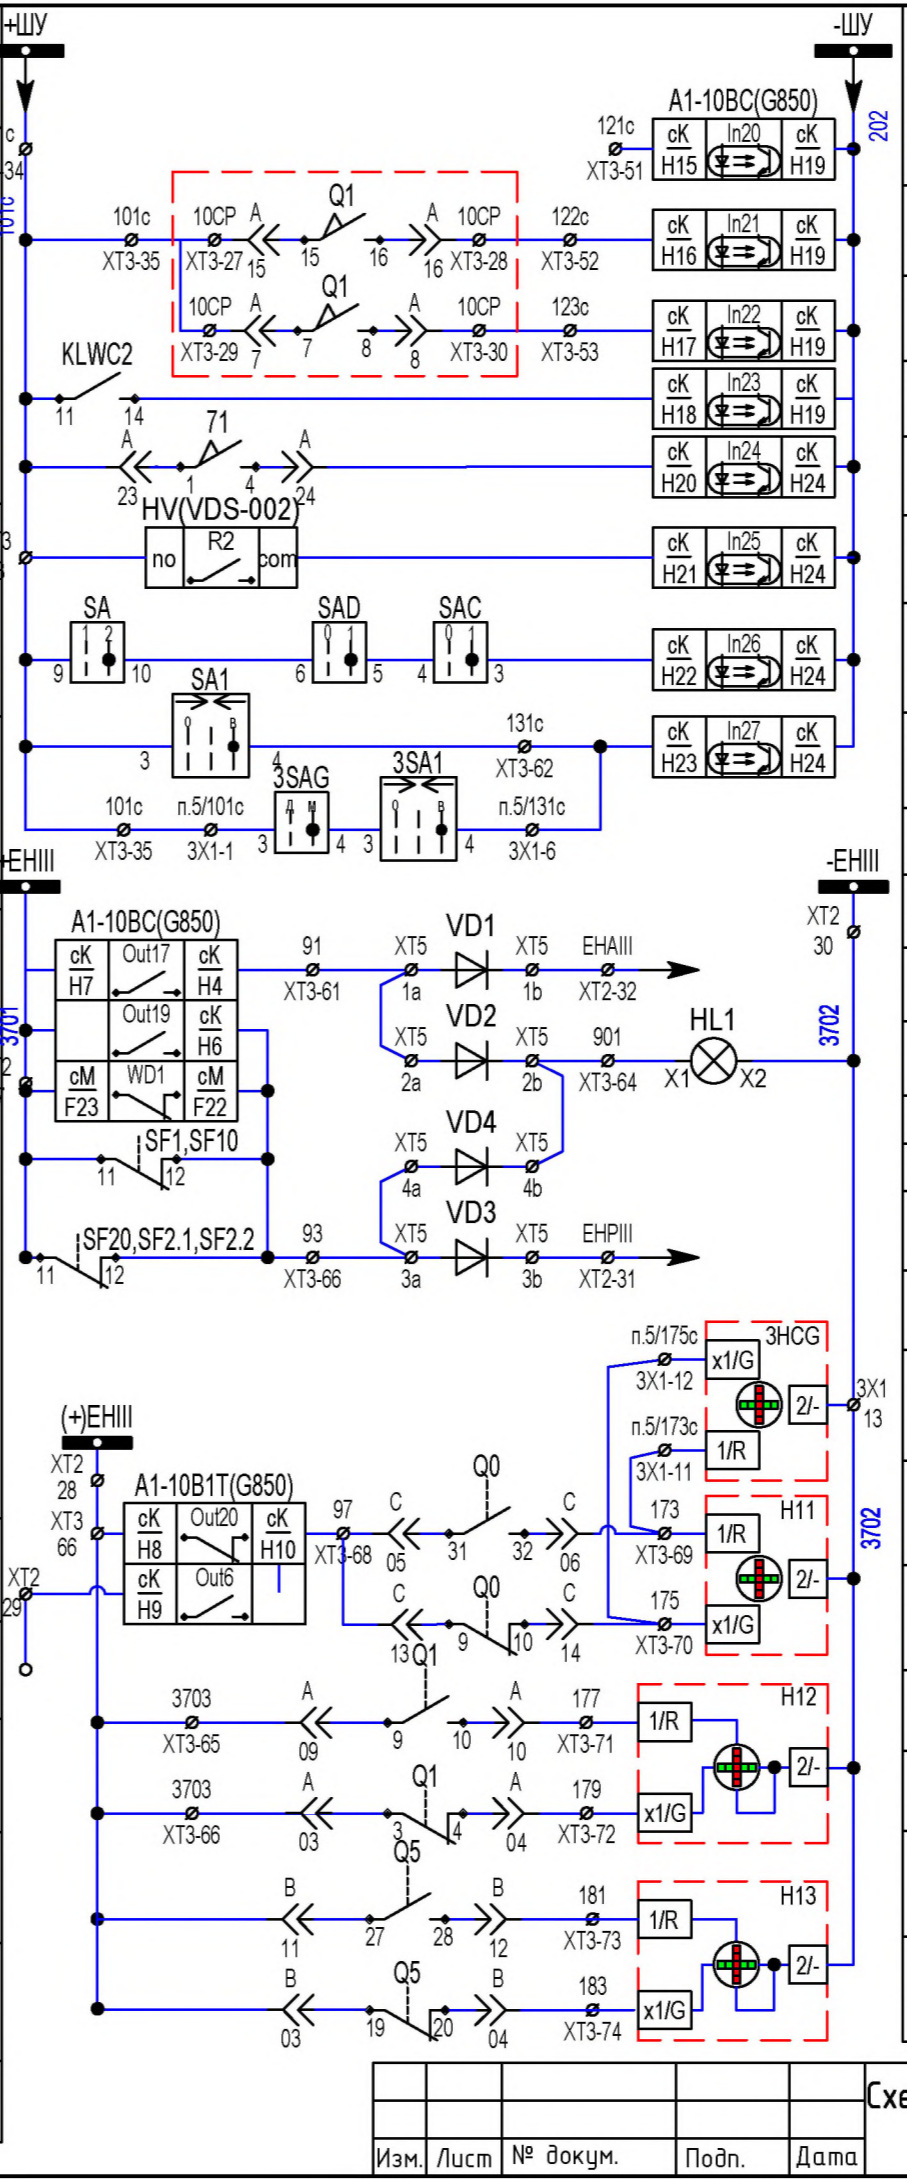 +ШУ -ШУ
A1-10BC(G850)
202
121c
XT3-51
cK In20 cK
H15 H19
с
-34
101c
Q1
101c 10CP A A 10CP 122c
XT3-35 XT3-27 15 15 16 16 XT3-28 XT3-52
cK In21 cK
H16 H19
Q1
10CP A A 10CP 123c
XT3-29 7 7 8 8 XT3-30 XT3-53
cK In22 cK
H17 H19
KLWC2
11 14
cK In23 cK
H18 H19
71
A A
23 1 4 24
cK In24 cK
H20 H24
HV(VDS-002)
no R2 com
3
cK In25 cK
H21 H24
SA SAD SAC
1 2 0 1 0 1
9 10 6 5 4 3
cK In26 cK
H22 H24
SA1
0 В
3 4
131c
XT3-62
cK In27 cK
H23 H24
3SAG 3SA1
Д М 0 В
101c п.5/101c п.5/131c
XT3-35 3X1-1 3 4 3 4 3X1-6
+EHIII -EHIII
XT2
30
A1-10BC(G850)
cK Out17 cK
H7 H4
91
XT3-61
XT5
1a
VD1
XT5
1b
EHAIII
XT2-32
3701
Out19 cK
H6
XT5
2a
VD2
XT5
2b
901
XT3-64
HL1
X1 X2
3702
2
cM WD1 cM
F23 F22
SF1,SF10
11 12
XT5
4a
VD4
XT5
4b
SF20,SF2.1,SF2.2
11 12
93
XT3-66
XT5
3a
VD3
XT5
3b
EHPIII
XT2-31
п.5/175c
3X1-12
x1/G
3HCG
2/-
3X1
13
п.5/173c
3X1-11
1/R
(+)EHIII
XT2
28
XT3
66
A1-10B1T(G850)
cK Out20 cK
H8 H10
97
XT3-68
C Q0 C
05 31 32 06
173
XT3-69
1/R
H11
2/-
3702
XT2
29
cK Out6
H9
C Q0 C
13 9 10 14
175
XT3-70
x1/G
Q1
3703 A A 177
XT3-65 09 9 10 10 XT3-71
1/R
H12
2/-
Q1
3703 A A 179
XT3-66 03 3 4 04 XT3-72
x1/G
Q5
B B 181
11 27 28 12 XT3-73
1/R
H13
2/-
Q5
B B 183
03 19 20 04 XT3-74
x1/G
Схе
Изм. Лист № докум. Подп. Дата